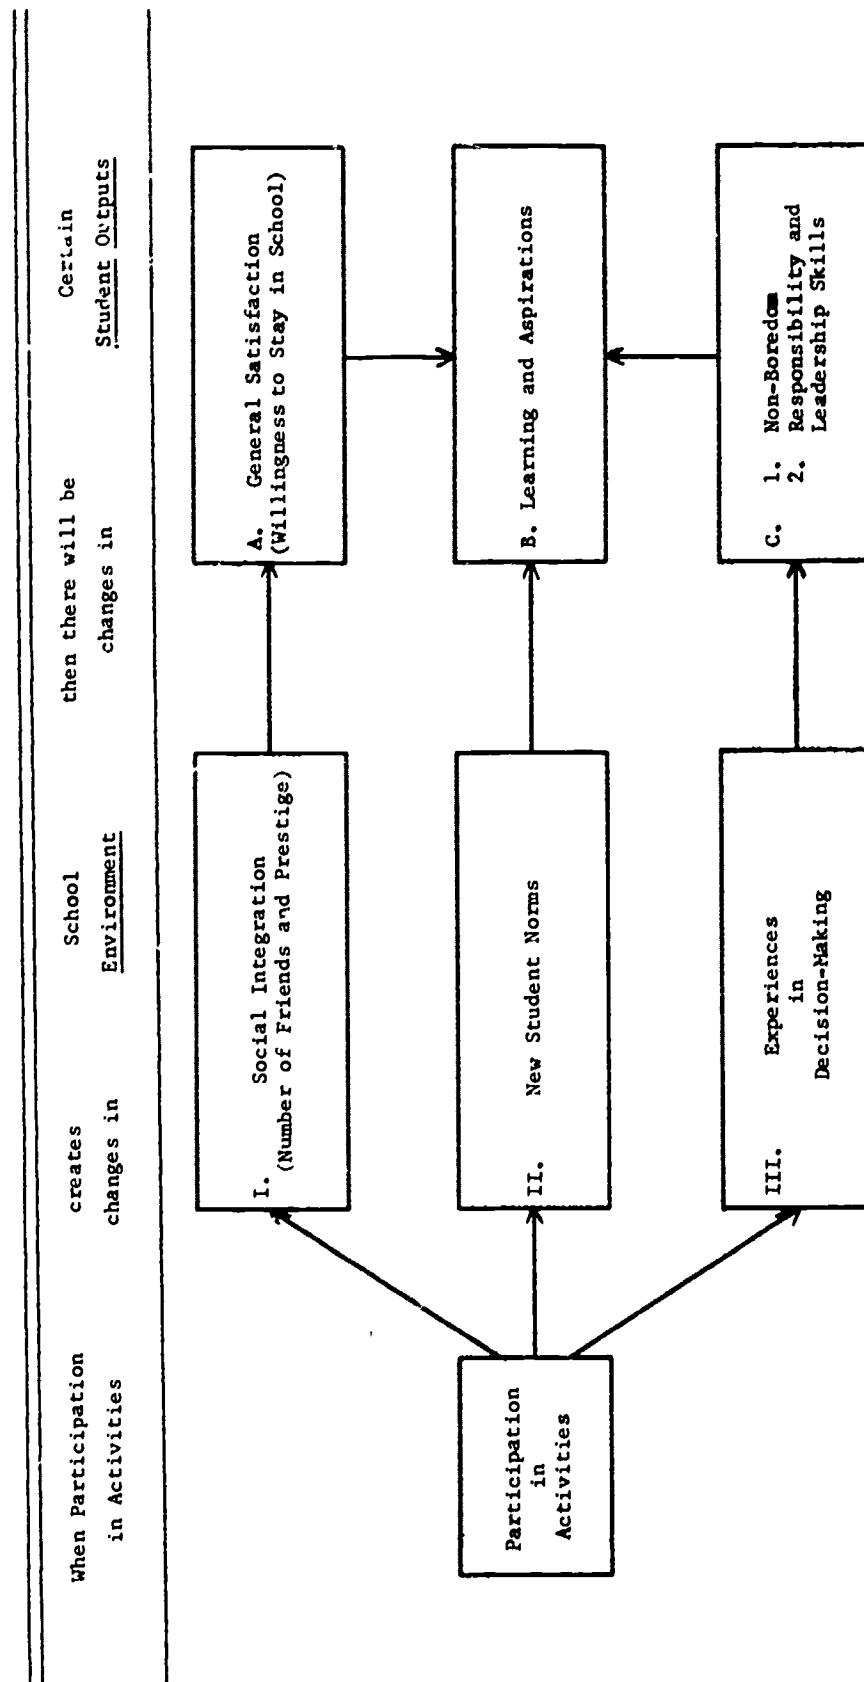 When Participation
in Activities
creates
changes in
School
Environment
then there will be
changes in
Certain
Student Outputs
Participation
in
Activities
I. Social Integration
(Number of Friends and Prestige)
II. New Student Norms
III. Experiences
in
Decision-Making
A. General Satisfaction
(Willingness to Stay in School)
B. Learning and Aspirations
C. 1. Non-Boredom
2. Responsibility and
Leadership Skills